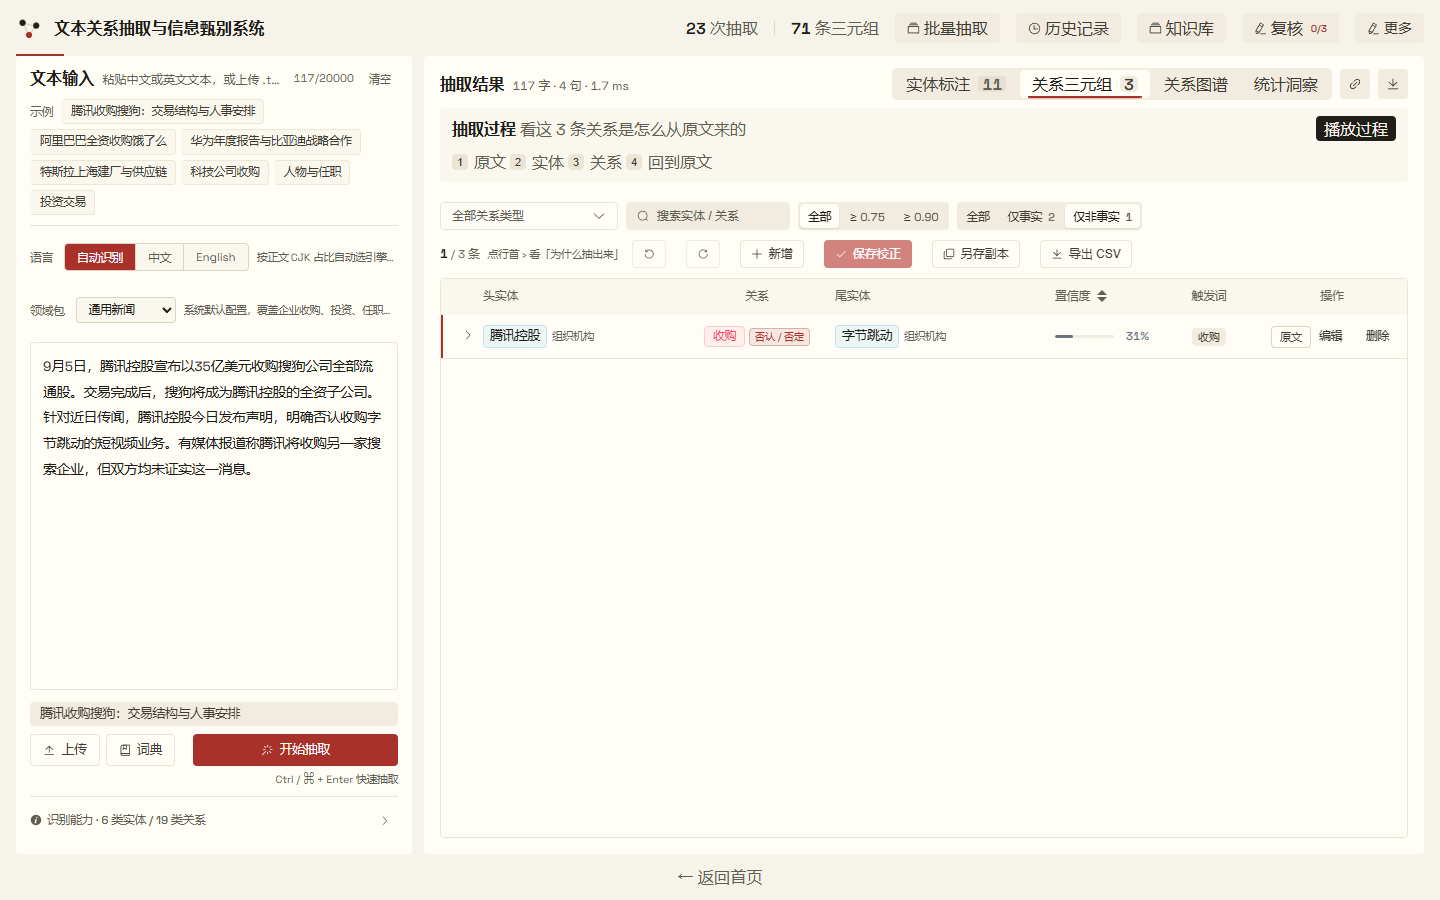 文本关系抽取与信息甄别系统
23 次抽取
71 条三元组
批量抽取
历史记录
知识库
复核 0/3
更多
文本输入 粘贴中文或英文文本，或上传 .t... 117/20000 清空
示例 腾讯收购搜狗：交易结构与人事安排
阿里巴巴全资收购饿了么 华为年度报告与比亚迪战略合作
特斯拉上海建厂与供应链 科技公司收购 人物与任职
投资交易
语言 自动识别 中文 English 按正文 CJK 占比自动选引擎...
领域包 通用新闻 系统默认配置，覆盖企业收购、投资、任职...
9月5日，腾讯控股宣布以35亿美元收购搜狗公司全部流
通股。交易完成后，搜狗将成为腾讯控股的全资子公司。
针对近日传闻，腾讯控股今日发布声明，明确否认收购字
节跳动的短视频业务。有媒体报道称腾讯将收购另一家搜
索企业，但双方均未证实这一消息。
腾讯收购搜狗：交易结构与人事安排
上传 词典 开始抽取
Ctrl / ⌘ + Enter 快速抽取
识别能力 · 6 类实体 / 19 类关系
抽取结果 117 字 · 4 句 · 1.7 ms
实体标注 11 关系三元组 3 关系图谱 统计洞察
抽取过程 看这 3 条关系是怎么从原文来的 播放过程
1 原文 2 实体 3 关系 4 回到原文
全部关系类型 搜索实体 / 关系 全部 ≥ 0.75 ≥ 0.90 全部 仅事实 2 仅非事实 1
1 / 3 条 点行首 > 看「为什么抽出来」 新增 保存校正 另存副本 导出 CSV
头实体 关系 尾实体 置信度 触发词 操作
腾讯控股 组织机构 收购 否认 / 否定 字节跳动 组织机构 31% 收购 原文 编辑 删除
← 返回首页